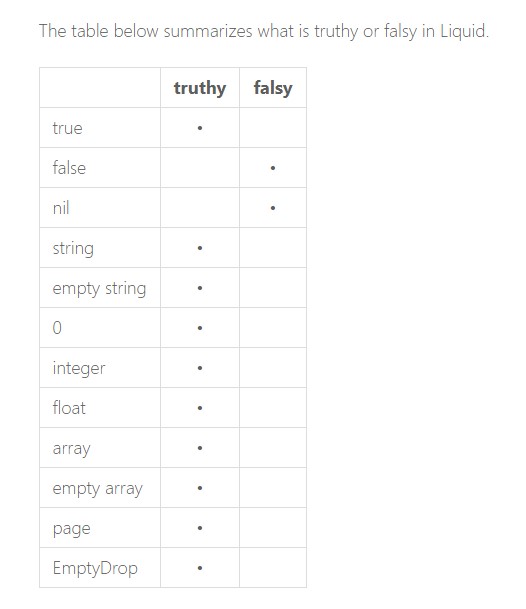 The table below summarizes what is truthy or falsy in Liquid.
truthy falsy
true •
false •
nil •
string •
empty string •
0 •
integer •
float •
array •
empty array •
page •
EmptyDrop •